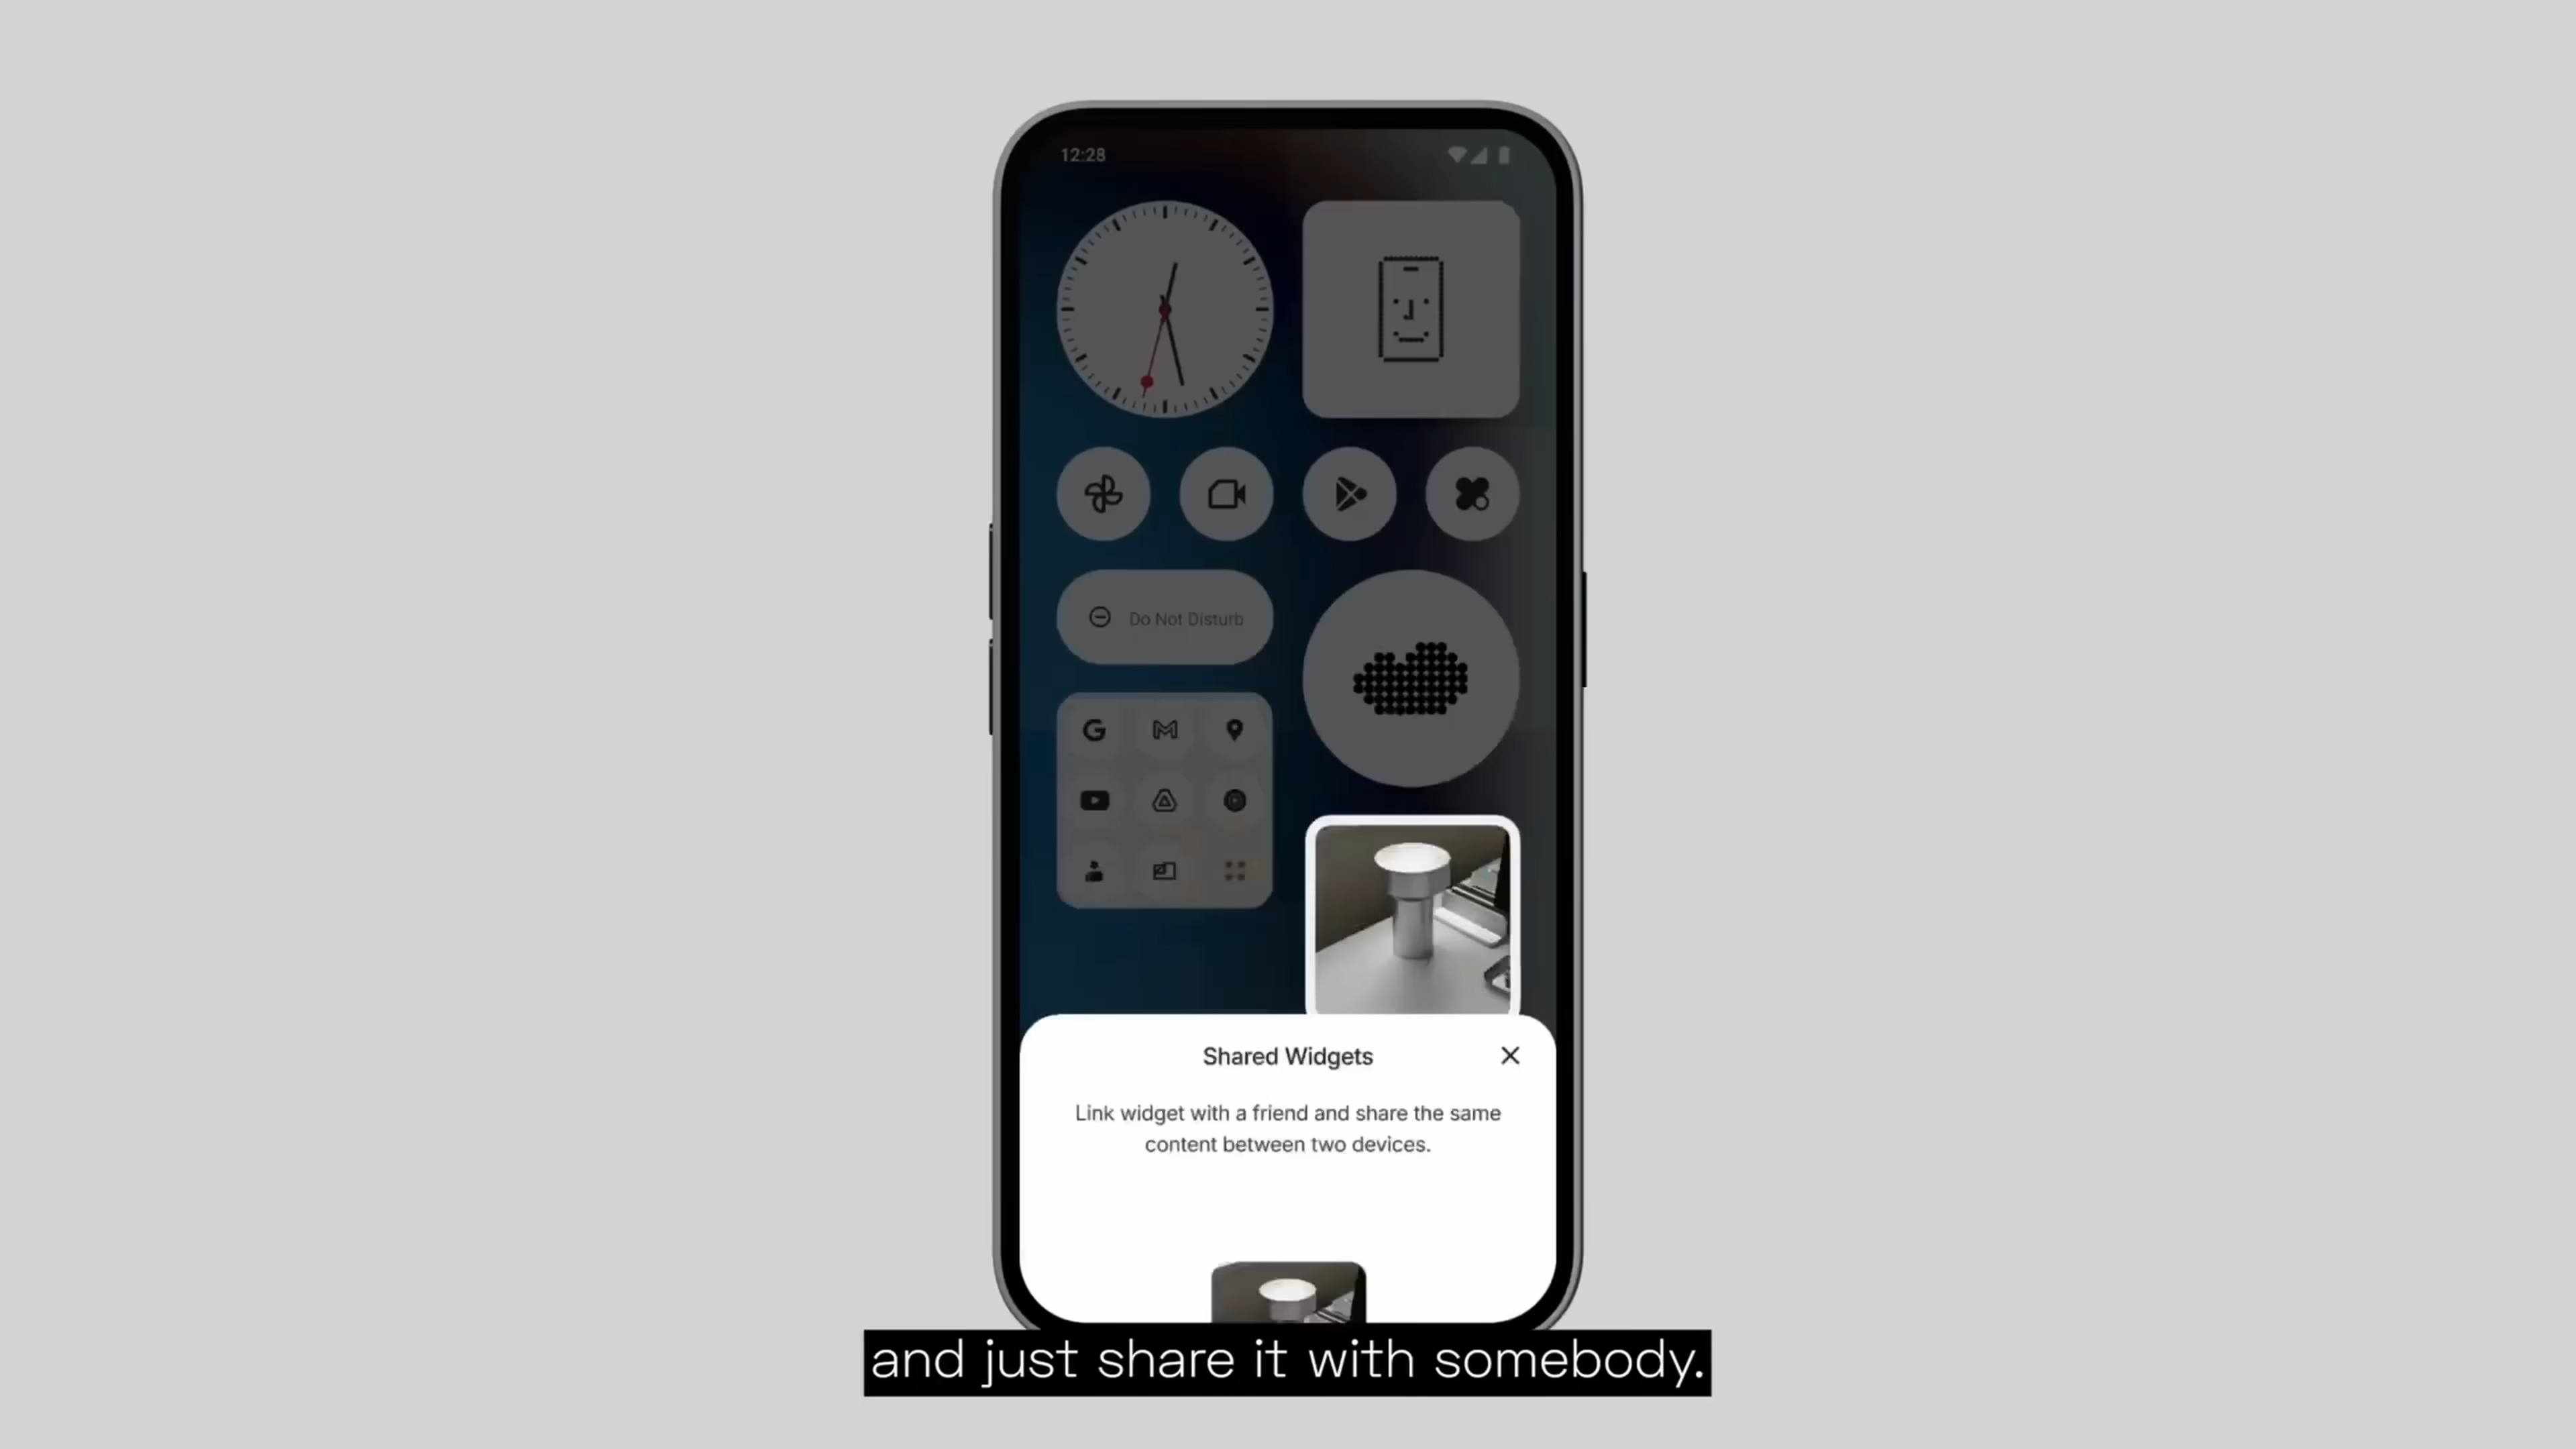 12:28
Do Not Disturb
Shared Widgets
Link widget with a friend and share the same
content between two devices.
and just share it with somebody.